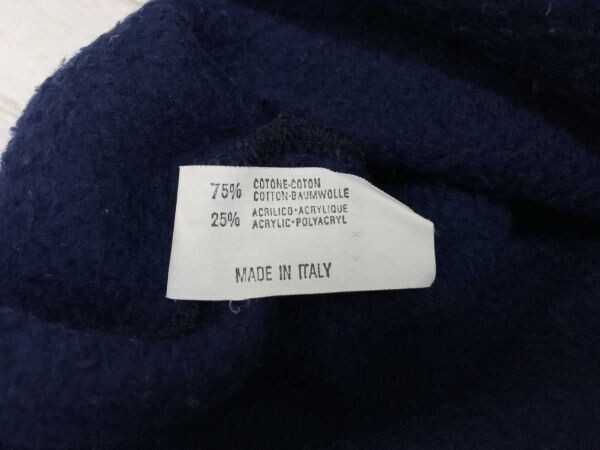 75% COTONE-COTON
COTTON-BAUMWOLLE
25% ACRILICO-ACRYLIQUE
ACRYLIC-POLYACRYL
MADE IN ITALY